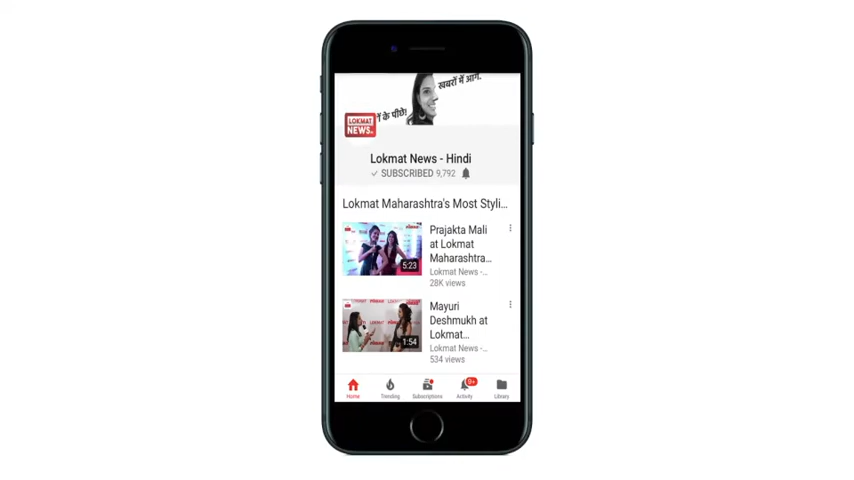 खबरों में आगे,
के पीछे!
LOKMAT
NEWS
Lokmat News - Hindi
SUBSCRIBED 9,792
Lokmat Maharashtra's Most Styli...
5:23
Prajakta Mali
at Lokmat
Maharashtra...
Lokmat News -...
28K views
1:54
Mayuri
Deshmukh at
Lokmat...
Lokmat News -...
534 views
9+
Home
Trending
Subscriptions
Activity
Library